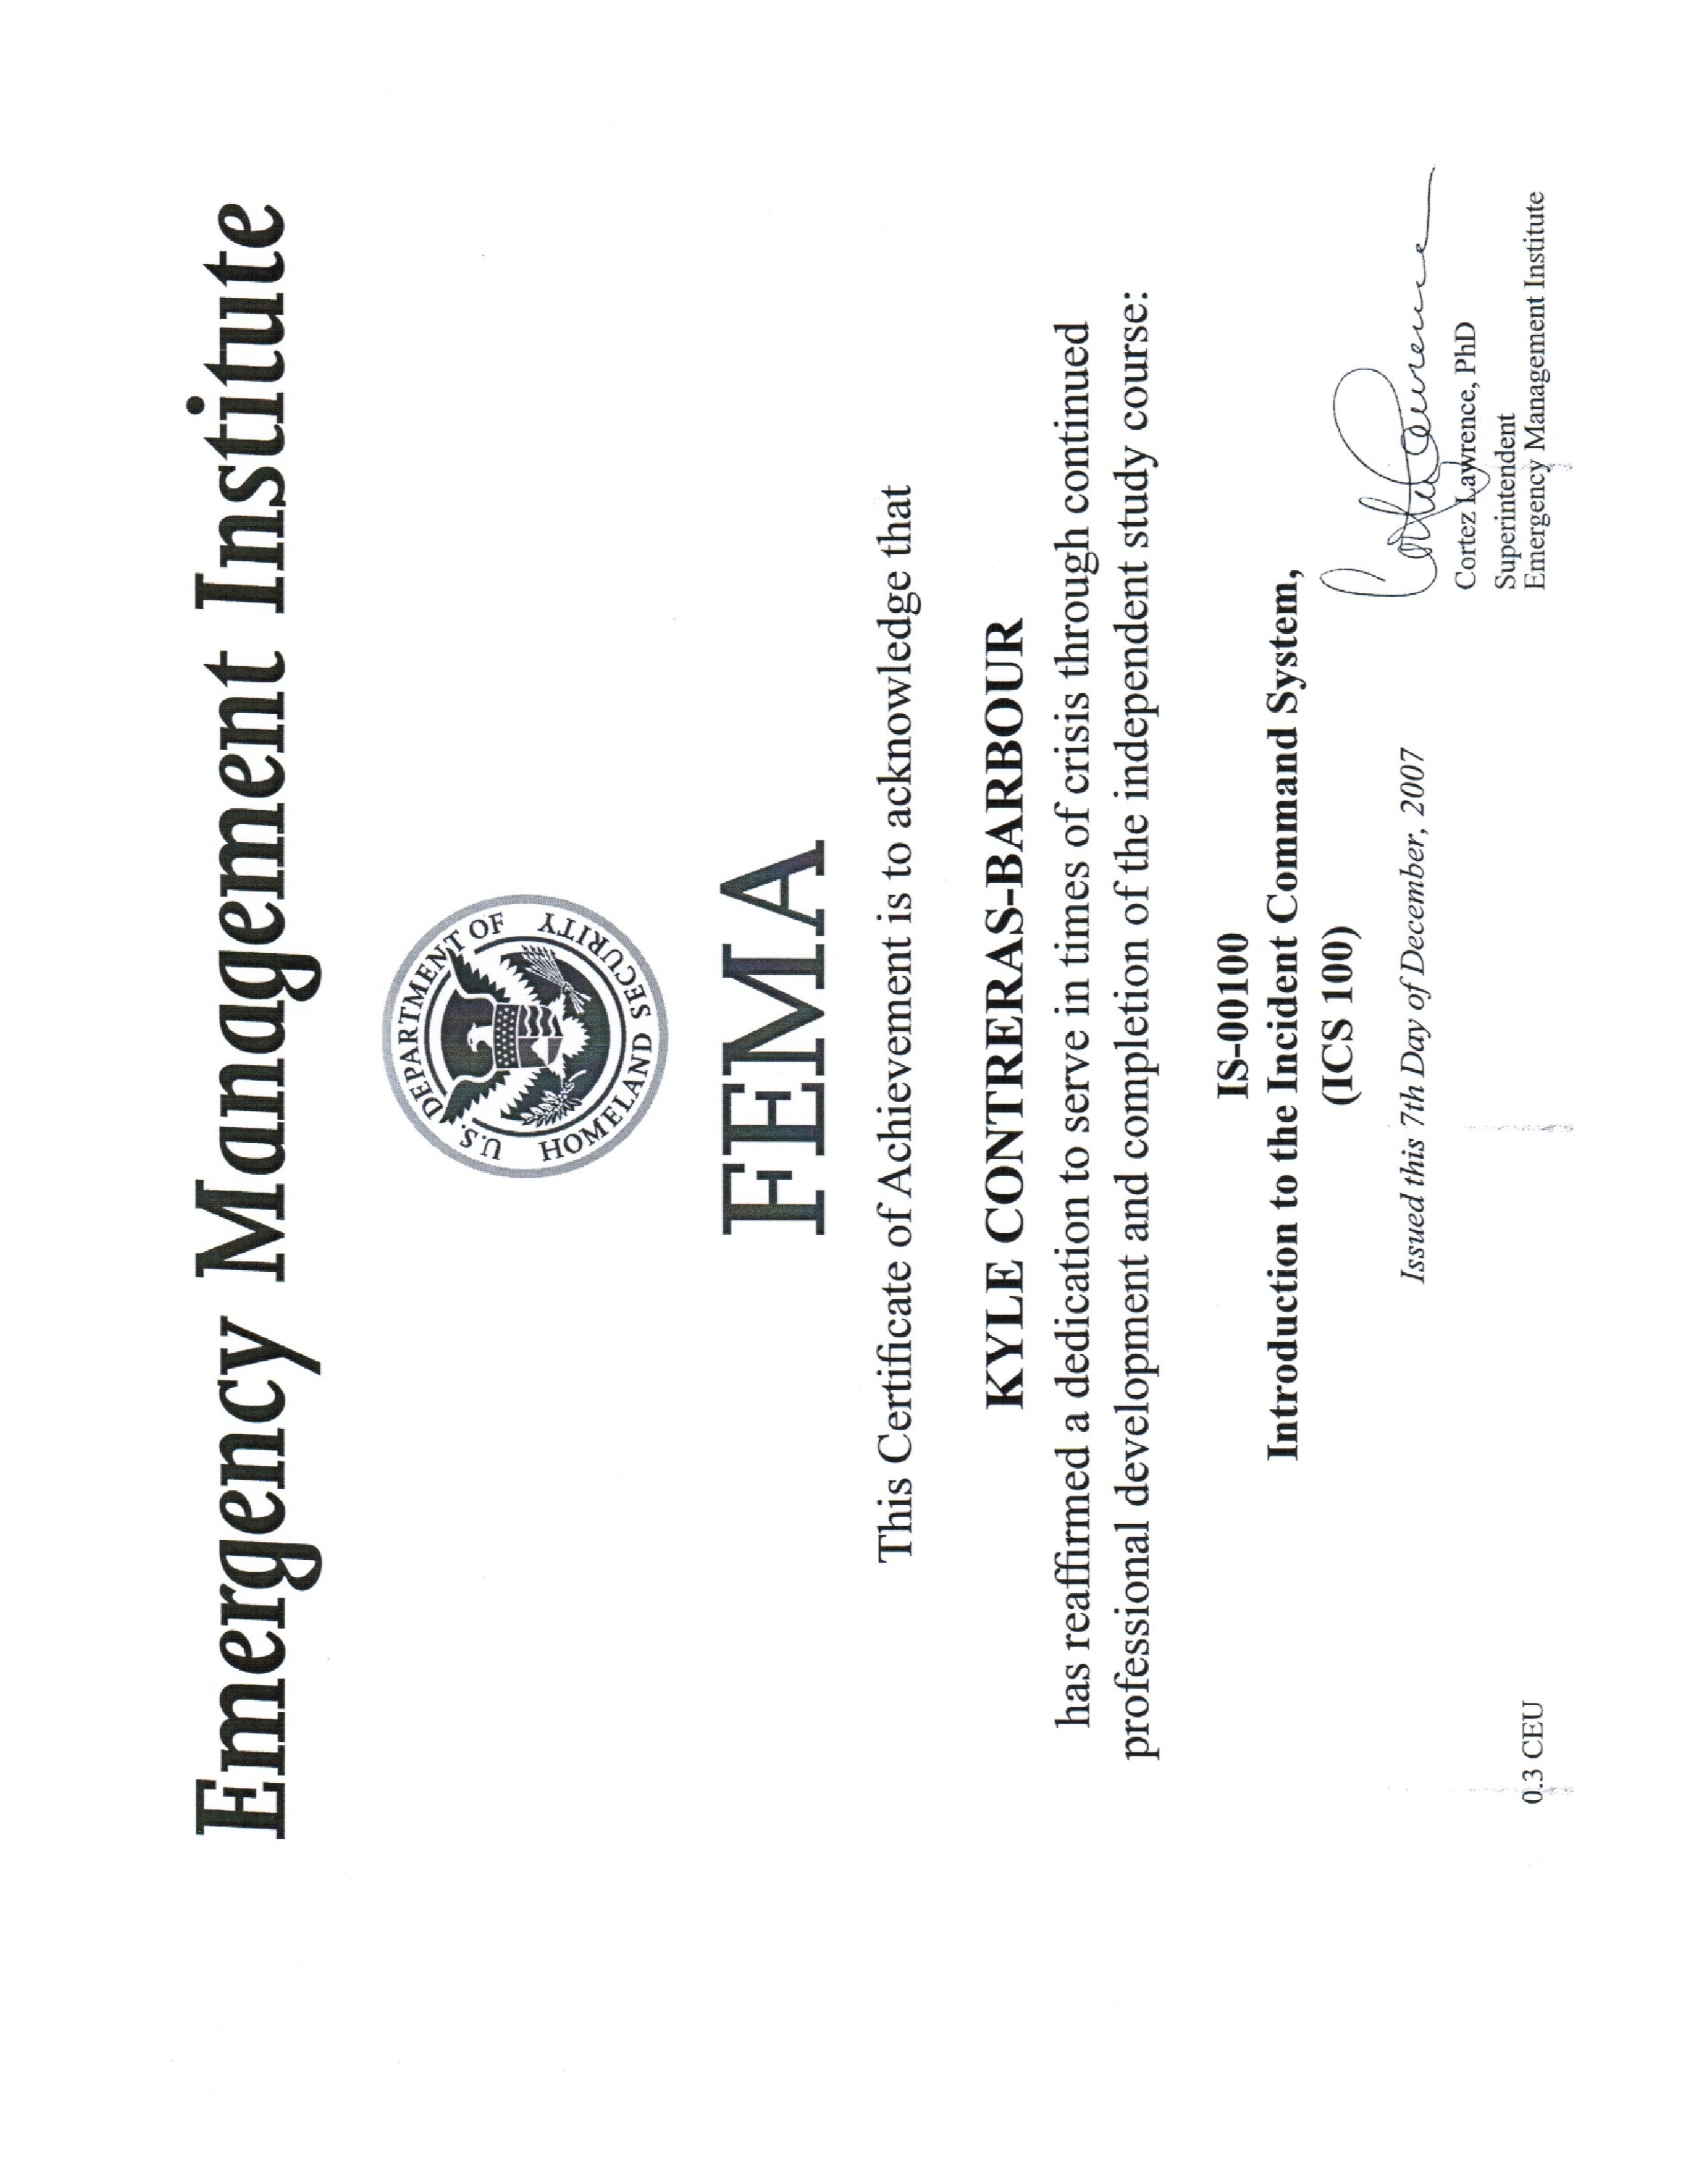 Emergency Management Institute
U.S. DEPARTMENT OF
HOMELAND SECURITY
FEMA
This Certificate of Achievement is to acknowledge that
KYLE CONTRERAS-BARBOUR
has reaffirmed a dedication to serve in times of crisis through continued
professional development and completion of the independent study course:
IS-00100
Introduction to the Incident Command System,
(ICS 100)
Issued this 7th Day of December, 2007
Cortez Lawrence
Cortez Lawrence, PhD
Superintendent
Emergency Management Institute
0.3 CEU